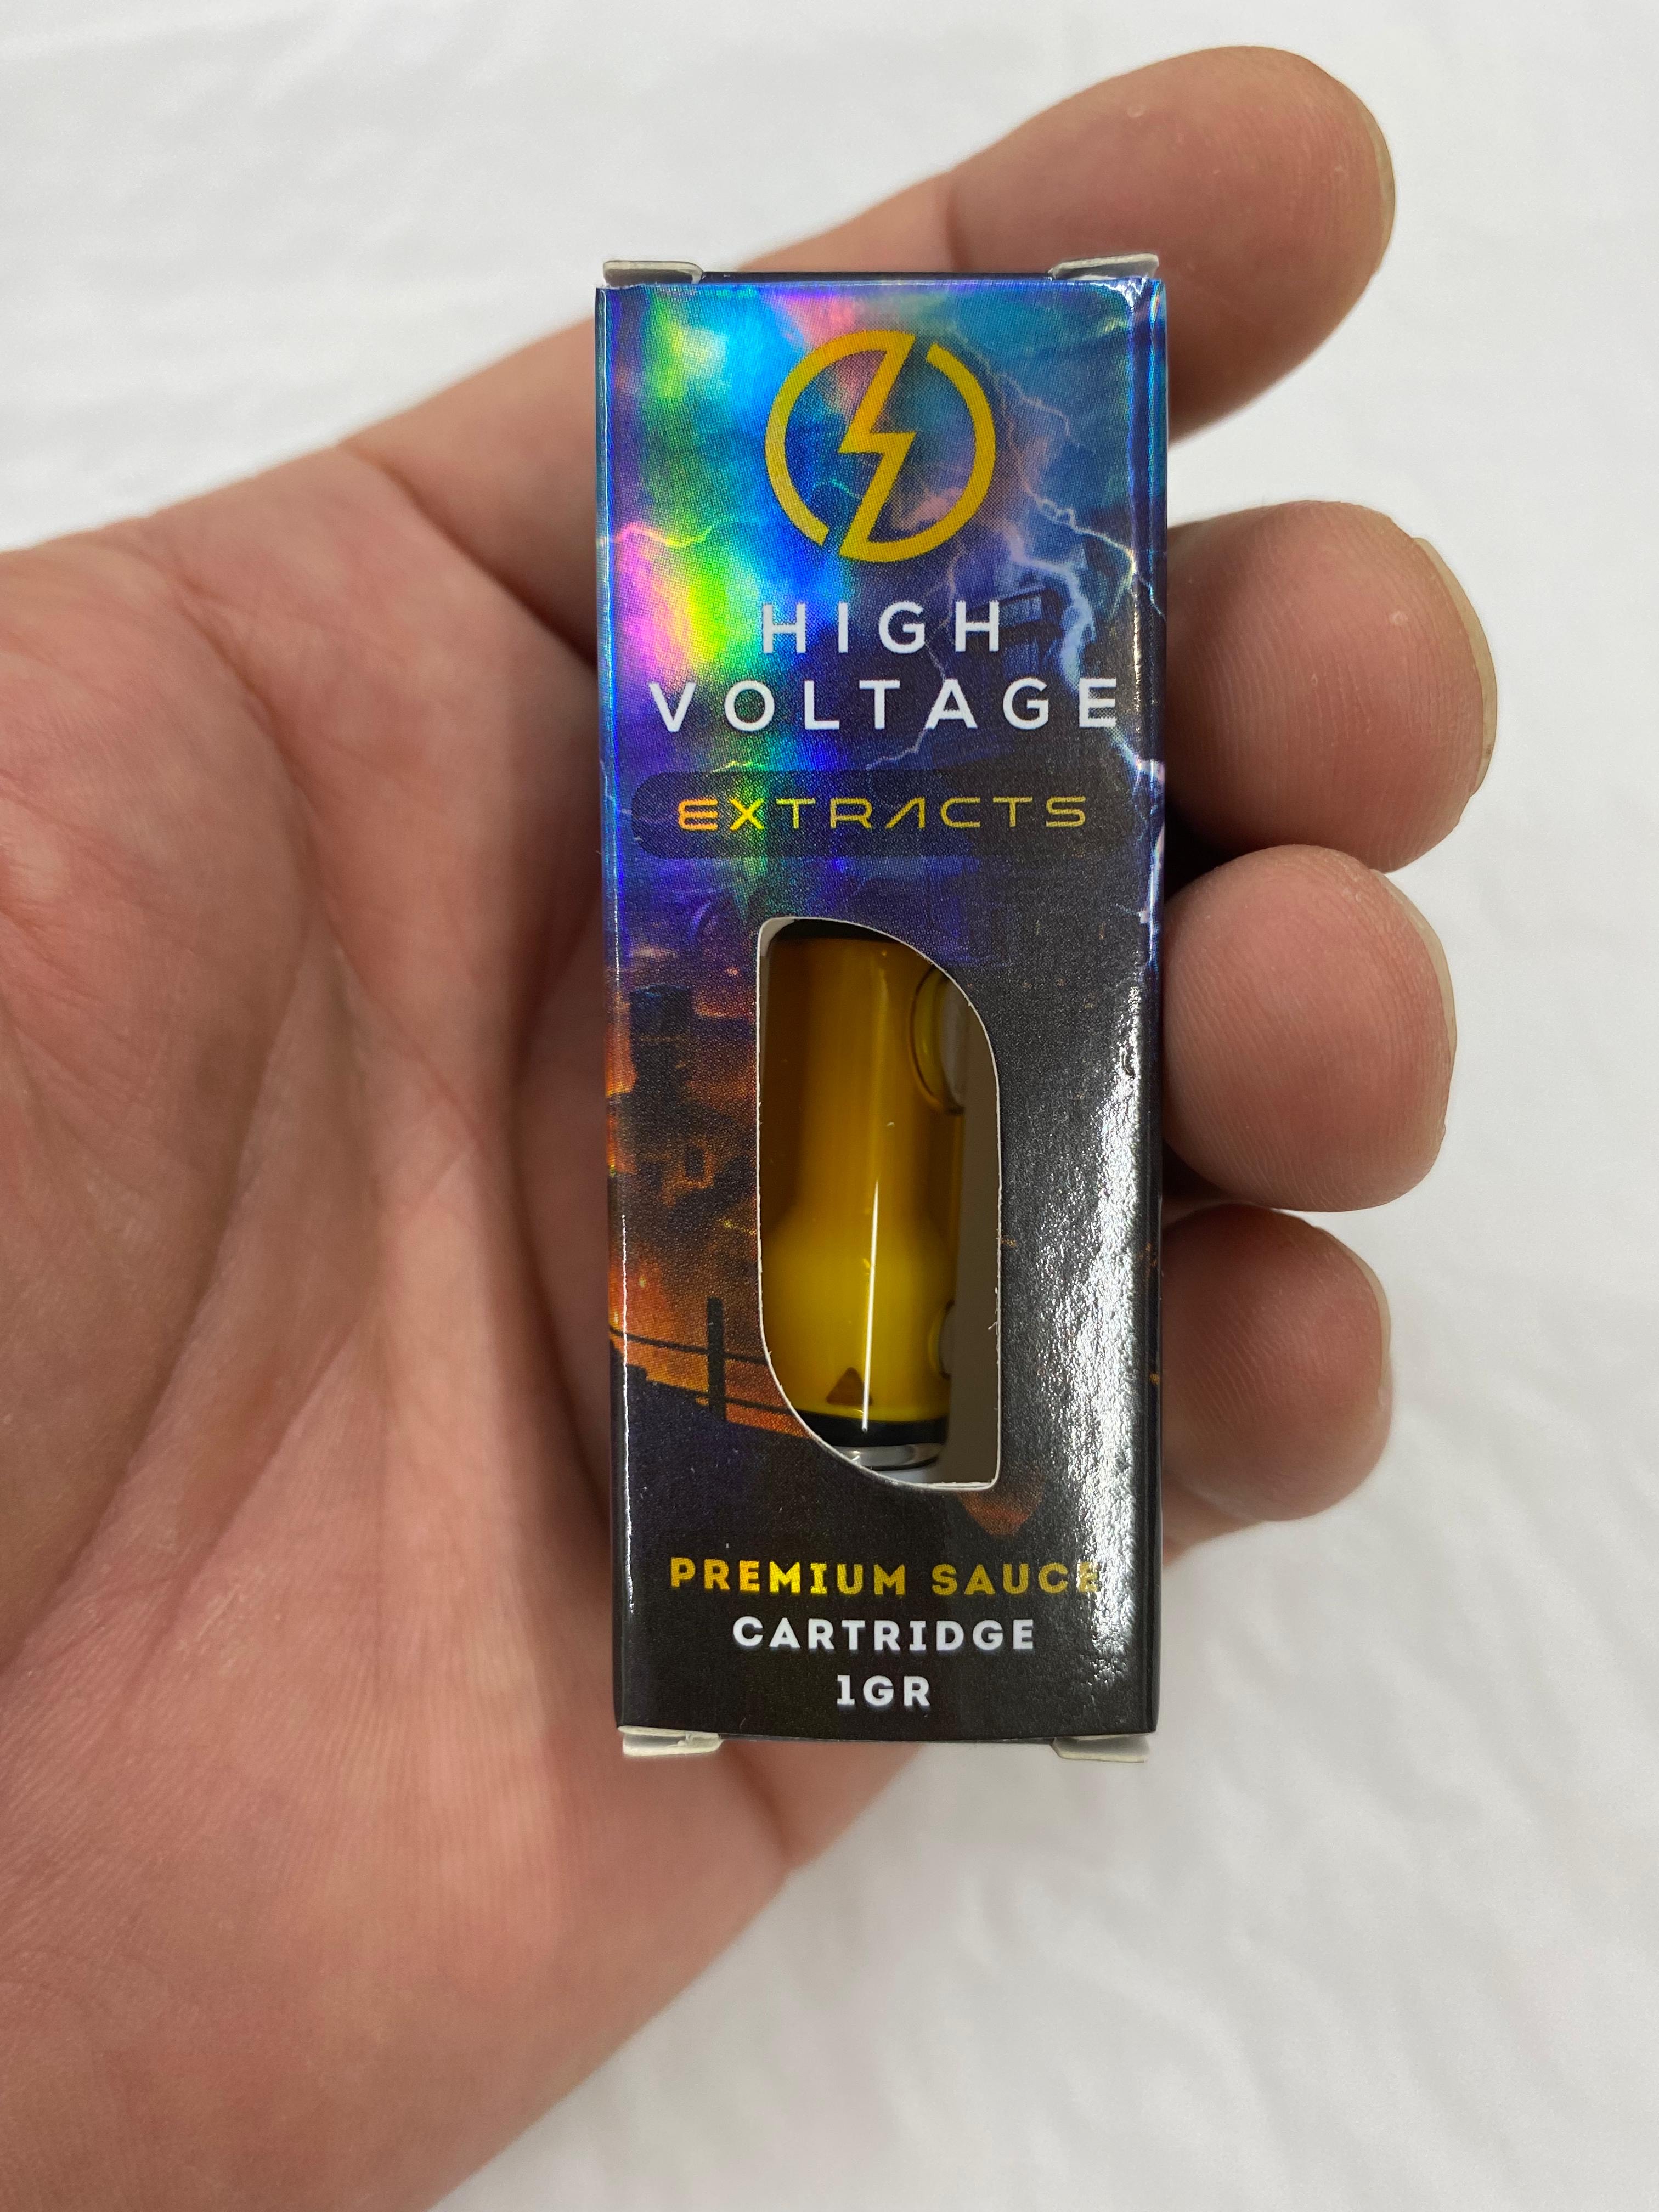 HIGH
VOLTAGE
EXTRACTS
PREMIUM SAUCE
CARTRIDGE
1GR